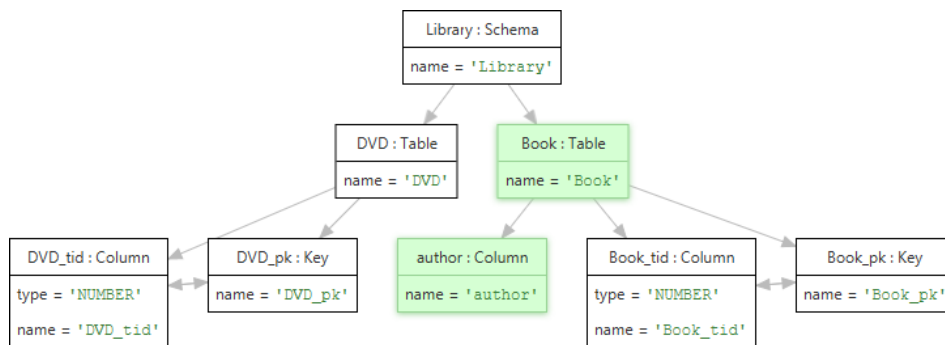 Library : Schema
name = 'Library'
DVD : Table
name = 'DVD'
Book : Table
name = 'Book'
DVD_tid : Column
type = 'NUMBER'
name = 'DVD_tid'
DVD_pk : Key
name = 'DVD_pk'
author : Column
name = 'author'
Book_tid : Column
type = 'NUMBER'
name = 'Book_tid'
Book_pk : Key
name = 'Book_pk'